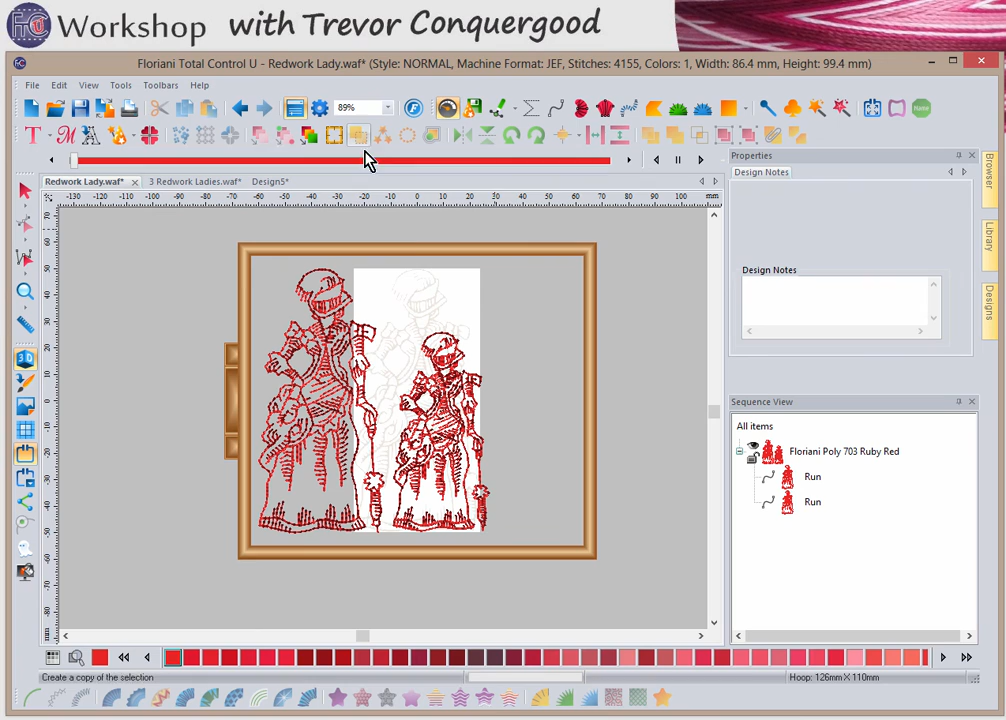 FTCU Workshop with Trevor Conquergood
Floriani Total Control U - Redwork Lady.waf* (Style: NORMAL, Machine Format: JEF, Stitches: 4155, Colors: 1, Width: 86.4 mm, Height: 99.4 mm)
File Edit View Tools Toolbars Help
89%
Name
Redwork Lady.waf* 3 Redwork Ladies.waf* Design5*
-130 -120 -110 -100 -90 -80 -70 -60 -50 -40 -30 -20 -10 0 10 20 30 40 50 60 70 80 90 100 mm
Properties
Design Notes
Design Notes
Browser
Library
Designs
3D
Sequence View
All items
Floriani Poly 703 Ruby Red
Run
Run
Create a copy of the selection
Hoop: 126mm X 110mm